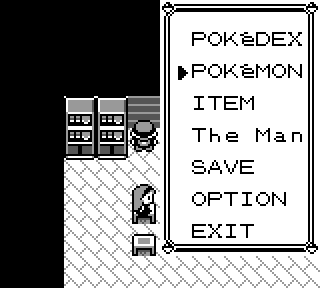 POKéDEX
▶POKéMON
ITEM
The Man
SAVE
OPTION
EXIT